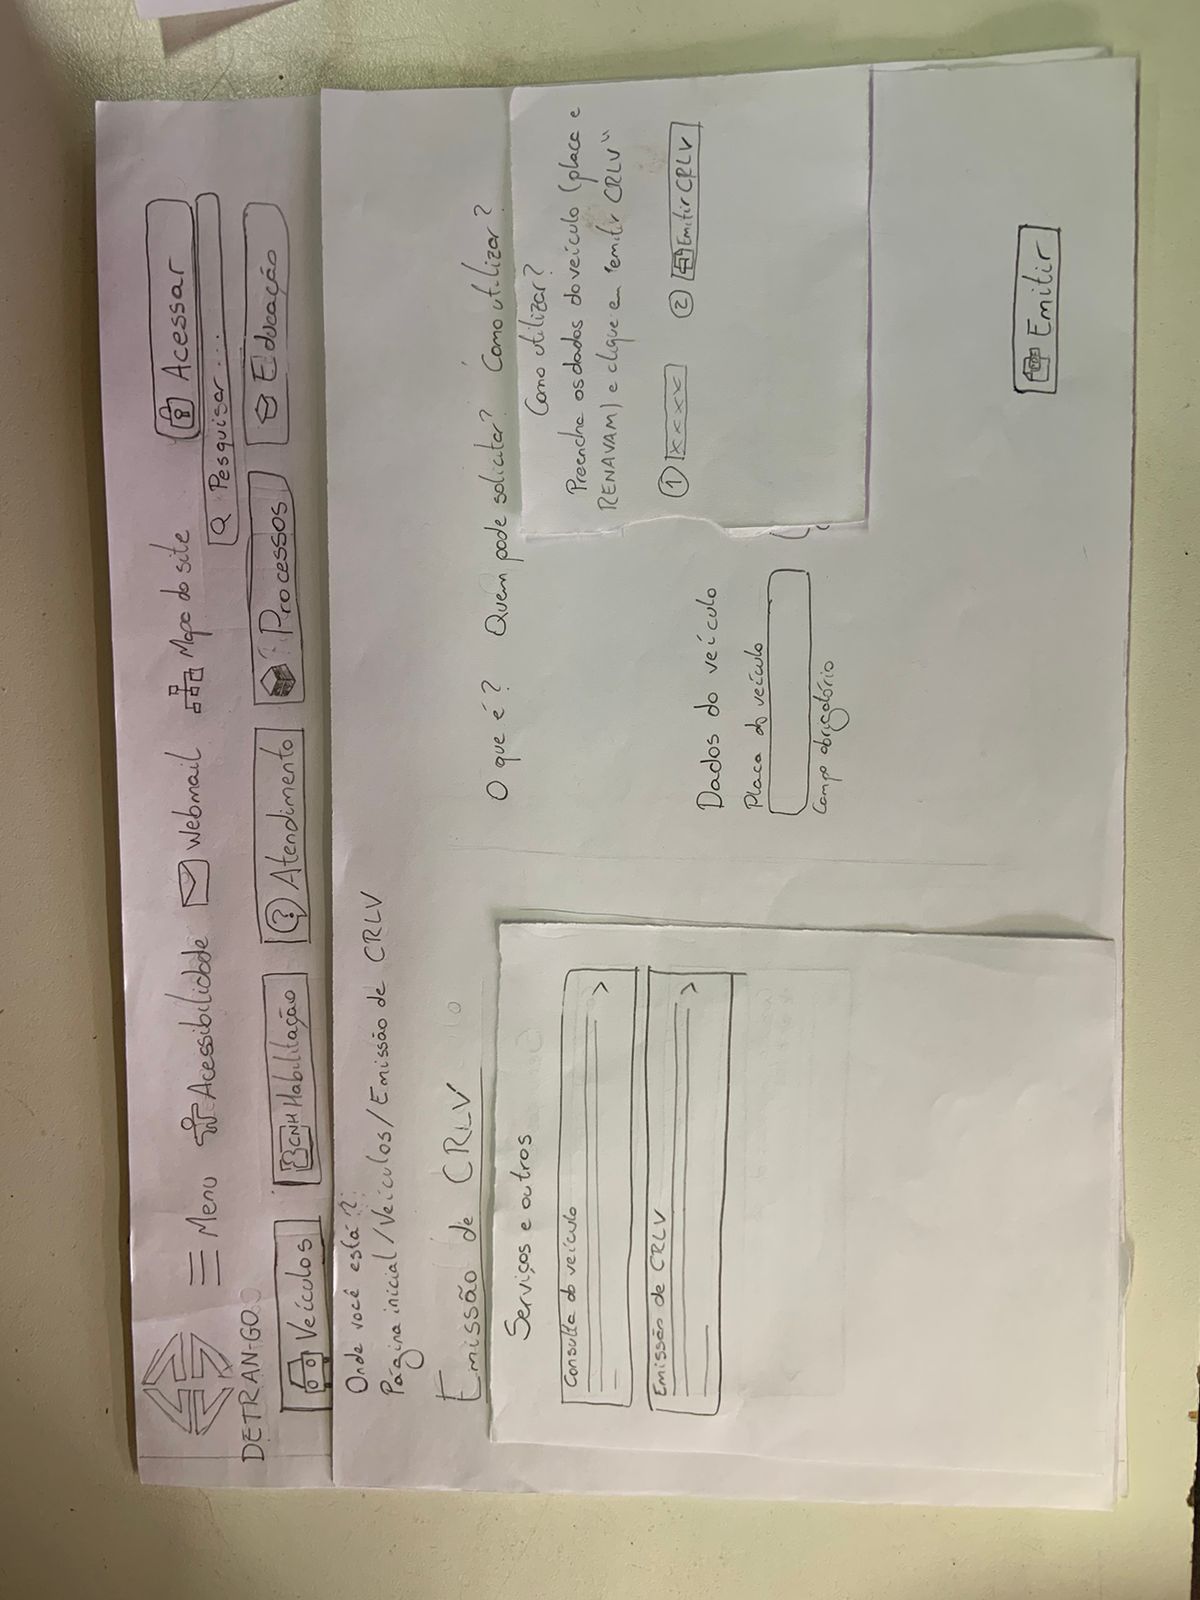 Menu
Acessibilidade
Webmail
Mapa do site
Acessar
Pesquisar...
DETRAN-GO
Veículos
CNH Habilitação
? Atendimento
Processos
Educação
Onde você está?
Página inicial/Veículos/Emissão de CRLV
Emissão de CRLV
Serviços e outros
Consulta do veículo
>
Emissão de CRLV
>
O que é? Quem pode solicitar? Como utilizar?
Como utilizar?
Preencha os dados do veículo (placa e
RENAVAM) e clique em "emitir CRLV"
1 xxxx
2 Emitir CRLV
Dados do veículo
Placa do veículo
Campo obrigatório
PDF Emitir